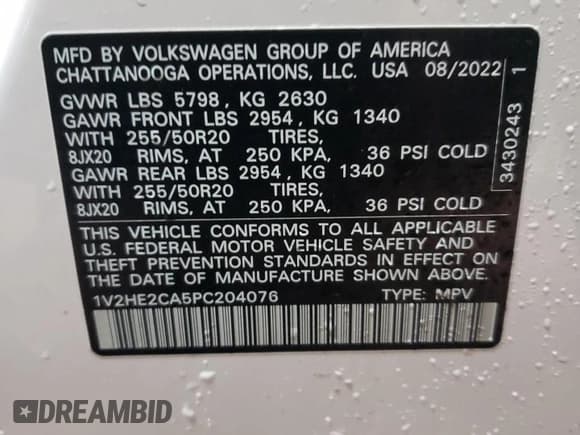 MFD BY VOLKSWAGEN GROUP OF AMERICA
CHATTANOOGA OPERATIONS, LLC. USA 08/2022
GVWR LBS 5798, KG 2630
GAWR FRONT LBS 2954, KG 1340
WITH 255/50R20 TIRES,
8JX20 RIMS, AT 250 KPA, 36 PSI COLD
GAWR REAR LBS 2954, KG 1340
WITH 255/50R20 TIRES,
8JX20 RIMS, AT 250 KPA, 36 PSI COLD
THIS VEHICLE CONFORMS TO ALL APPLICABLE
U.S. FEDERAL MOTOR VEHICLE SAFETY AND
THEFT PREVENTION STANDARDS IN EFFECT ON
THE DATE OF MANUFACTURE SHOWN ABOVE.
1V2HE2CA5PC204076 TYPE: MPV
3430243 1
DREAMBID